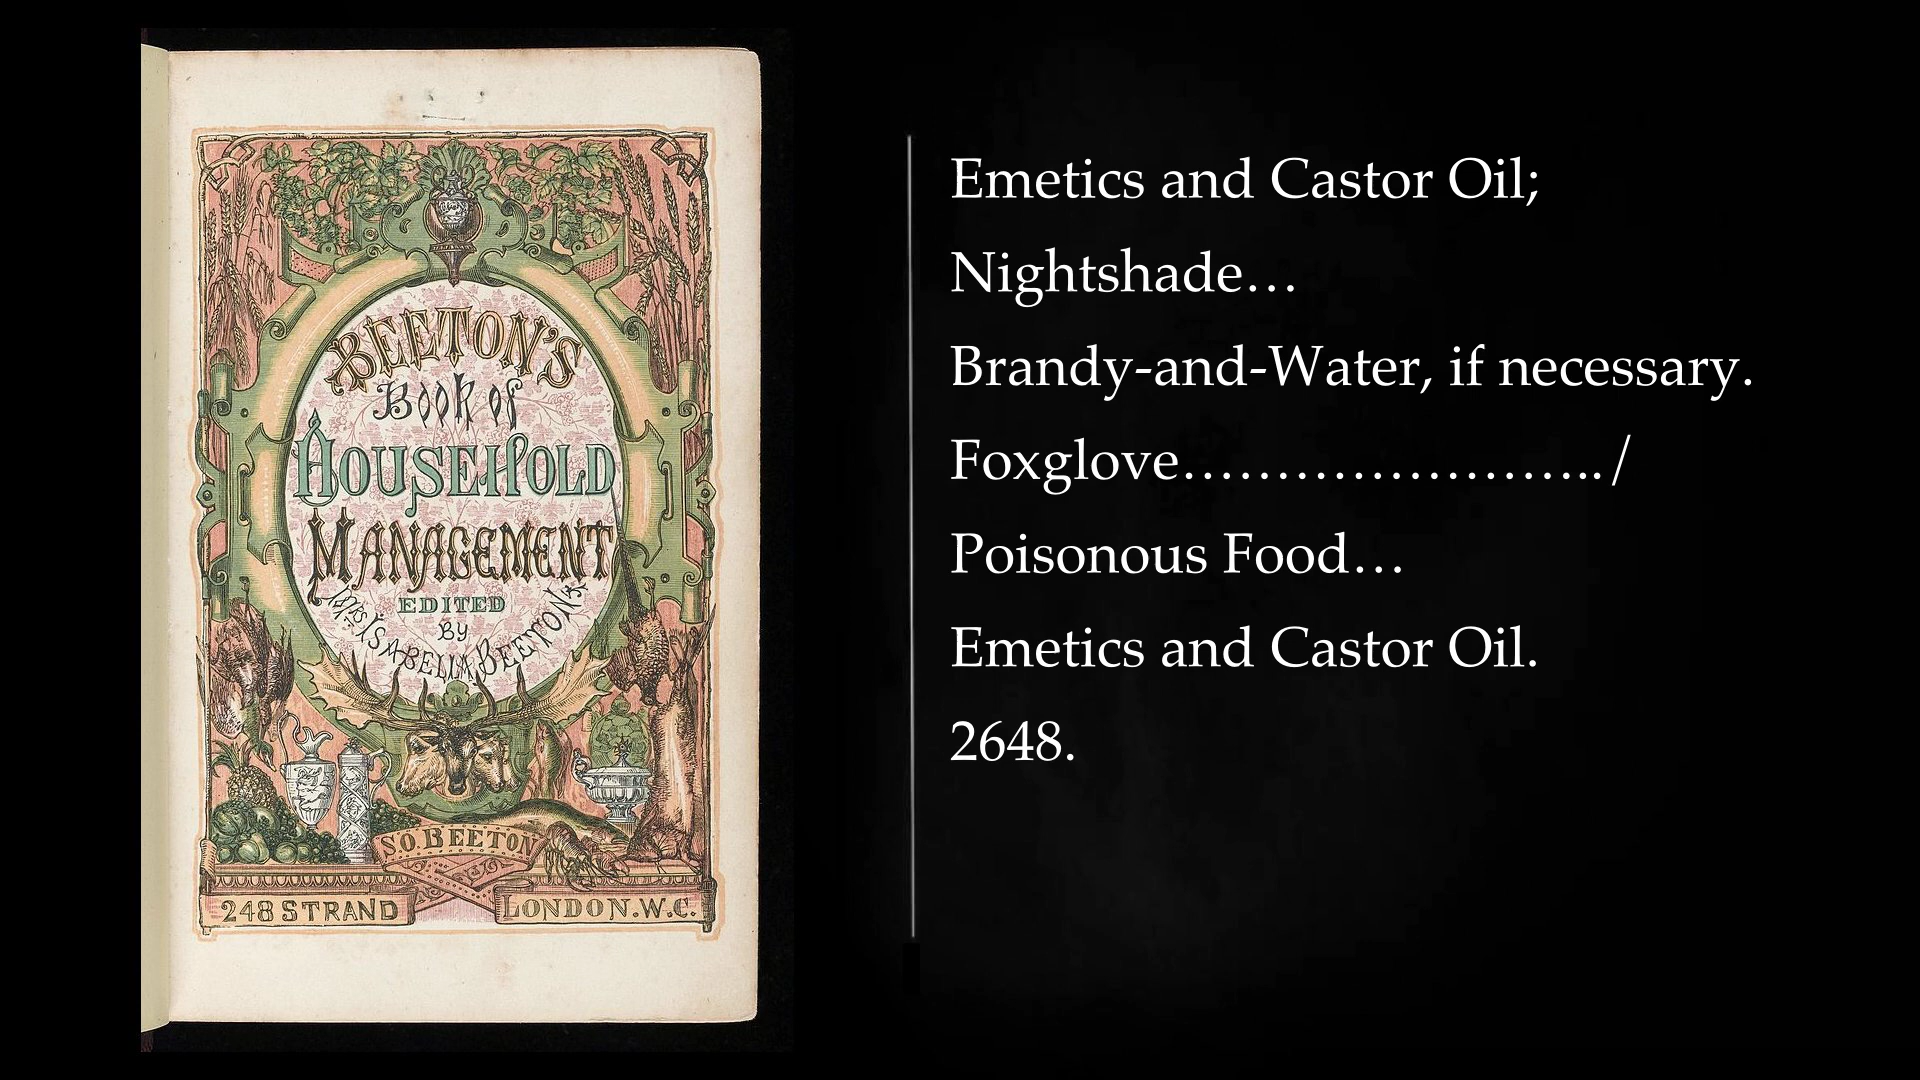 BEETON'S
Book of
HOUSEHOLD
MANAGEMENT
EDITED
BY
MRS ISABELLA BEETON
S.O. BEETON
248 STRAND
LONDON. W.C.
Emetics and Castor Oil;
Nightshade…
Brandy-and-Water, if necessary.
Foxglove…………………../
Poisonous Food…
Emetics and Castor Oil.
2648.